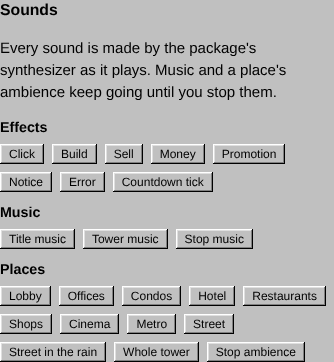 Sounds
Every sound is made by the package's
synthesizer as it plays. Music and a place's
ambience keep going until you stop them.
Effects
Click Build Sell Money Promotion
Notice Error Countdown tick
Music
Title music Tower music Stop music
Places
Lobby Offices Condos Hotel Restaurants
Shops Cinema Metro Street
Street in the rain Whole tower Stop ambience